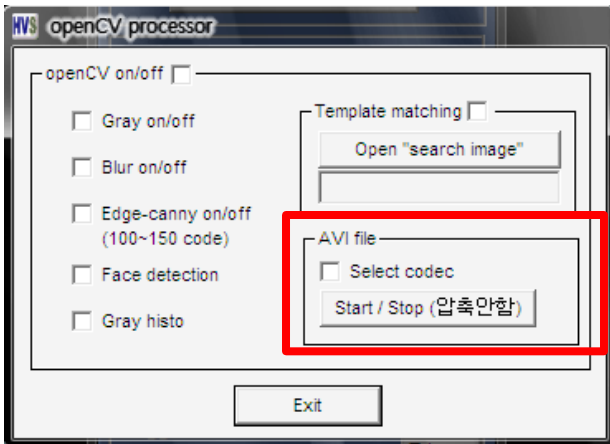 HVS openCV processor
openCV on/off
Gray on/off
Blur on/off
Edge-canny on/off
(100~150 code)
Face detection
Gray histo
Template matching
Open "search image"
AVI file
Select codec
Start / Stop (압축안함)
Exit